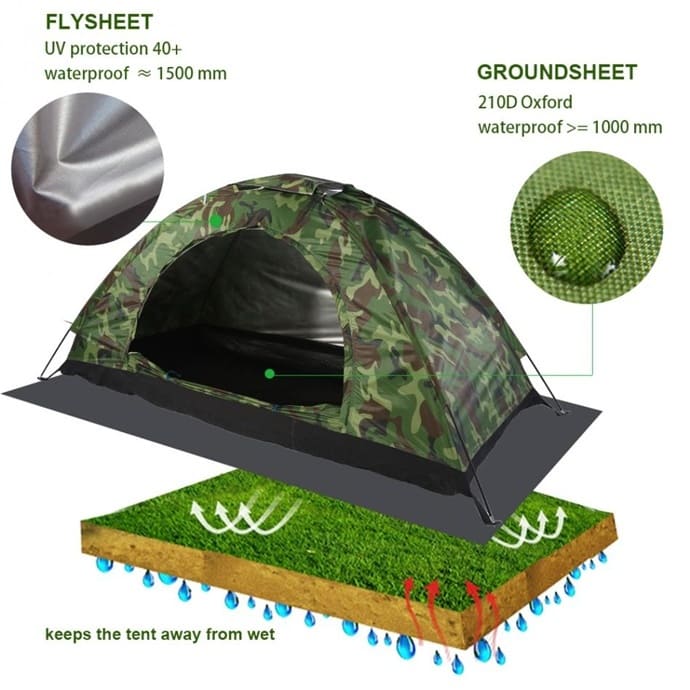 FLYSHEET
UV protection 40+
waterproof ≈ 1500 mm
GROUNDSHEET
210D Oxford
waterproof >= 1000 mm
keeps the tent away from wet